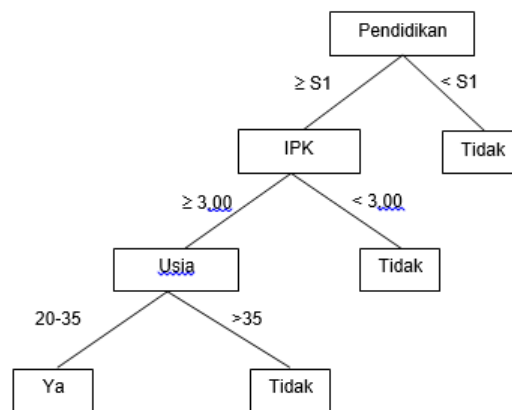 Pendidikan
≥ S1
< S1
IPK
Tidak
≥ 3,00
< 3,00
Usia
Tidak
20-35
>35
Ya
Tidak